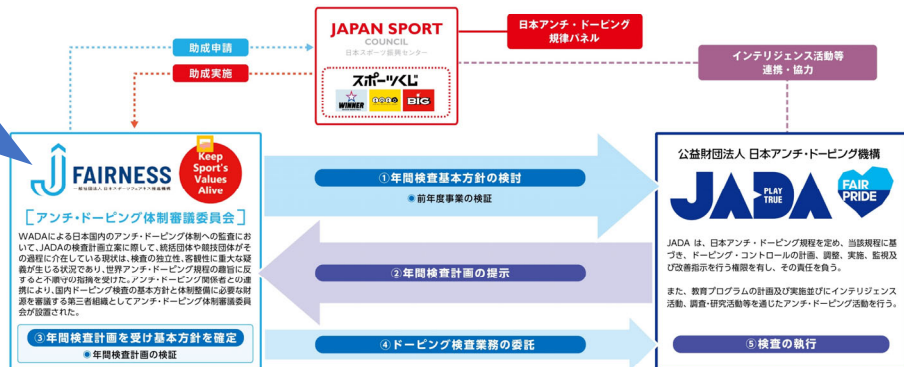 助成申請
助成実施
JAPAN SPORT
COUNCIL
日本スポーツ振興センター
スポーツくじ
WINNER
TOTO
BIG
日本アンチ・ドーピング
規律パネル
インテリジェンス活動等
連携・協力
J FAIRNESS
一般社団法人 日本スポーツフェアネス推進機構
Keep
Sport's
Values
Alive
[アンチ・ドーピング体制審議委員会]
WADAによる日本国内のアンチ・ドーピング体制への監査にお
いて、JADAの検査計画立案に際して、統括団体や競技団体がそ
の過程に介在している現状は、検査の独立性、客観性に重大な疑
義が生じる状況であり、世界アンチ・ドーピング規程の趣旨に反
すると不順守の指摘を受けた。アンチ・ドーピング関係者との連
携により、国内ドーピング検査の基本方針と体制整備に必要な財
源を審議する第三者組織としてアンチ・ドーピング体制審議委員
会が設置された。
③年間検査計画を受け基本方針を確定
●年間検査計画の検証
①年間検査基本方針の検討
●前年度事業の検証
②年間検査計画の提示
④ドーピング検査業務の委託
公益財団法人 日本アンチ・ドーピング機構
JADA
PLAY
TRUE
FAIR
PRIDE
JADA は、日本アンチ・ドーピング規程を定め、当該規程に基
づき、ドーピング・コントロールの計画、調整、実施、監視及
び改善指示を行う権限を有し、その責任を負う。
また、教育プログラムの計画及び実施並びにインテリジェンス
活動、調査・研究活動等を通じたアンチ・ドーピング活動を行う。
⑤検査の執行